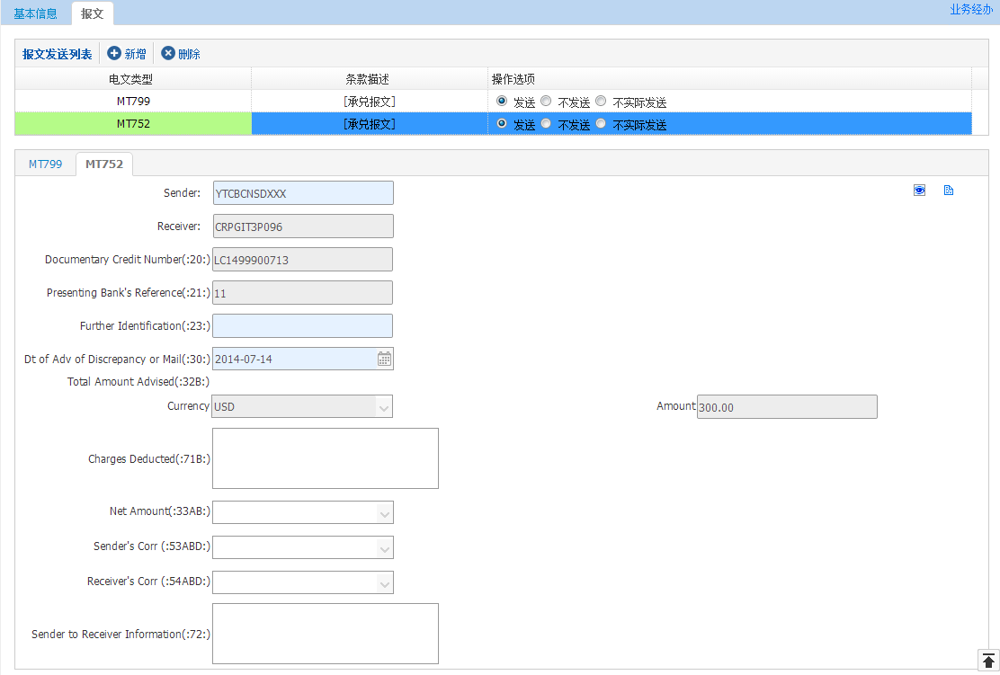 基本信息 报文 业务经办
报文发送列表 新增 删除
电文类型 条款描述 操作选项
MT799 [承兑报文] 发送 不发送 不实际发送
MT752 [承兑报文] 发送 不发送 不实际发送
MT799 MT752
Sender: YTCBCNSDXXX
Receiver: CRPGIT3P096
Documentary Credit Number(:20:) LC1499900713
Presenting Bank's Reference(:21:) 11
Further Identification(:23:)
Dt of Adv of Discrepancy or Mail(:30:) 2014-07-14
Total Amount Advised(:32B:)
Currency USD Amount 300.00
Charges Deducted(:71B:)
Net Amount(:33AB:)
Sender's Corr (:53ABD:)
Receiver's Corr (:54ABD:)
Sender to Receiver Information(:72:)